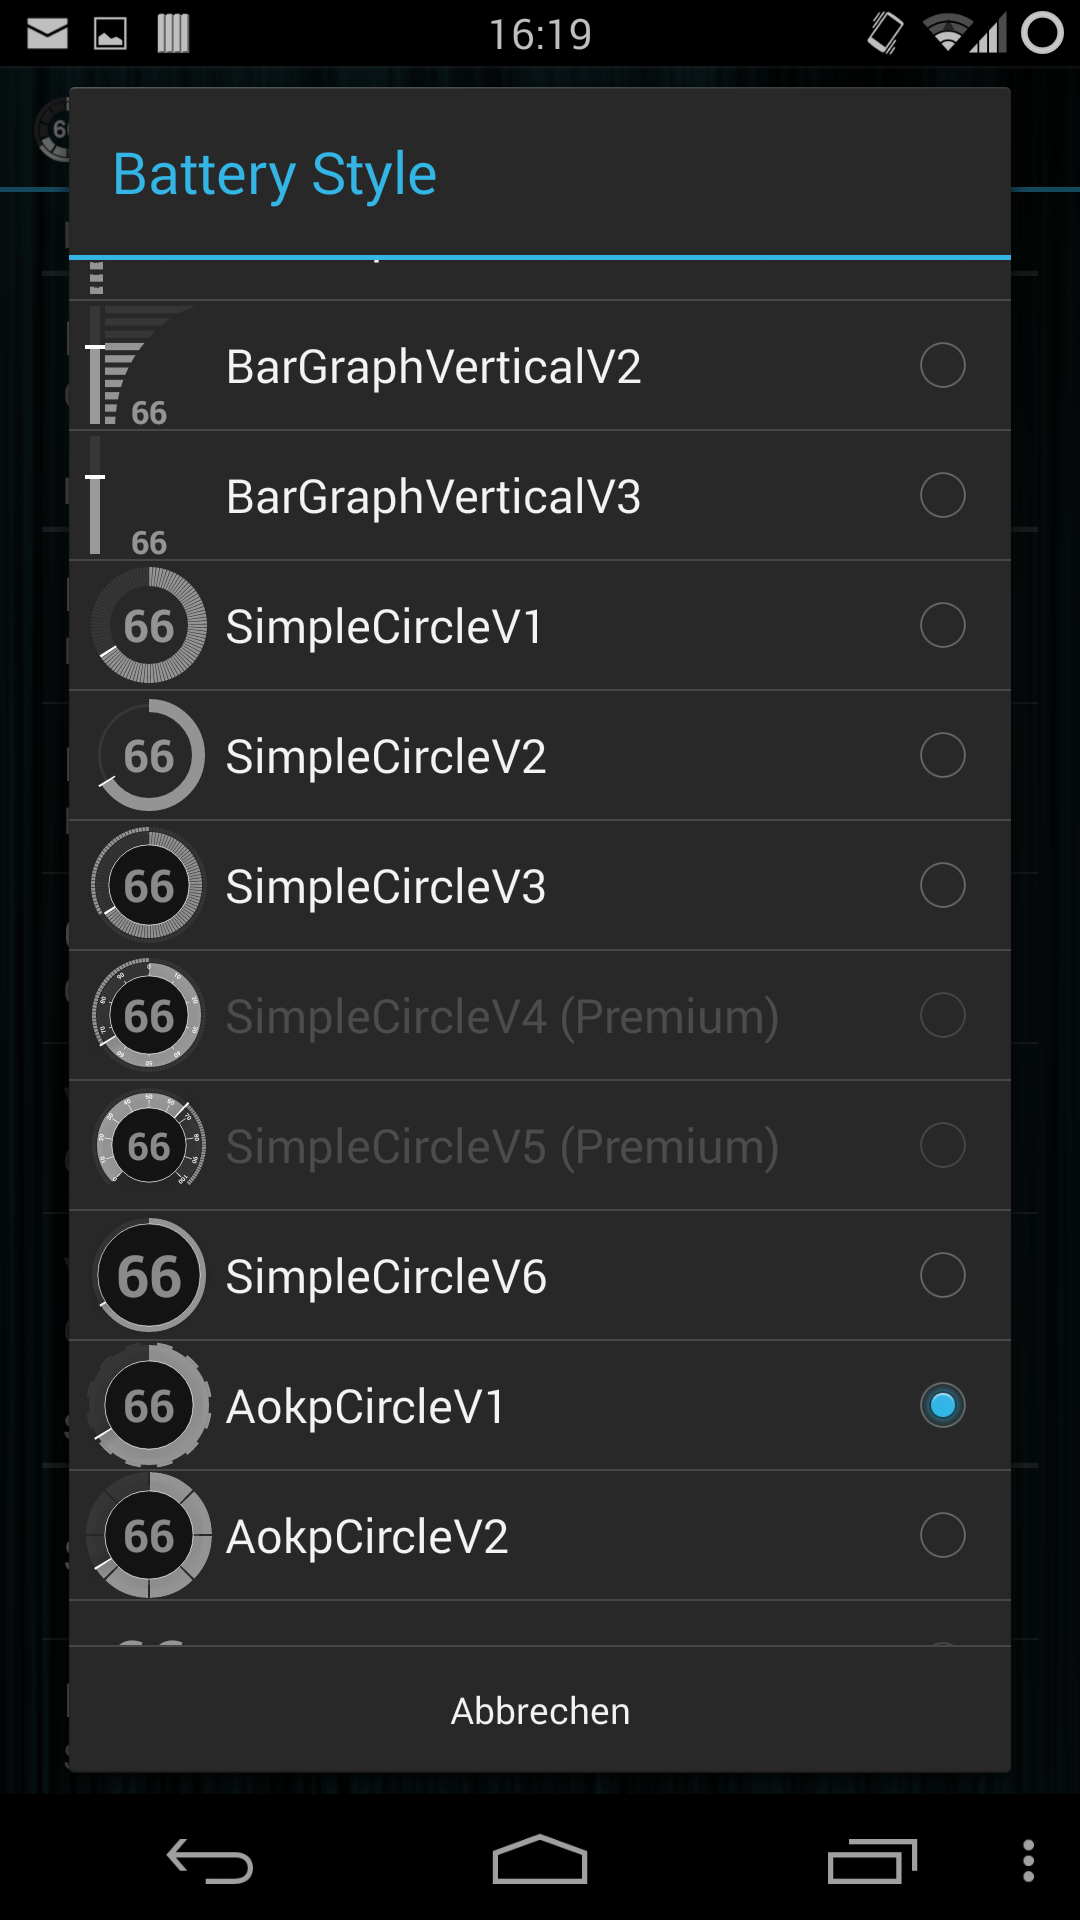 16:19
Battery Style
66
BarGraphVerticalV2
66
BarGraphVerticalV3
66
SimpleCircleV1
66
SimpleCircleV2
66
SimpleCircleV3
66
SimpleCircleV4 (Premium)
66
SimpleCircleV5 (Premium)
66
SimpleCircleV6
66
AokpCircleV1
66
AokpCircleV2
Abbrechen